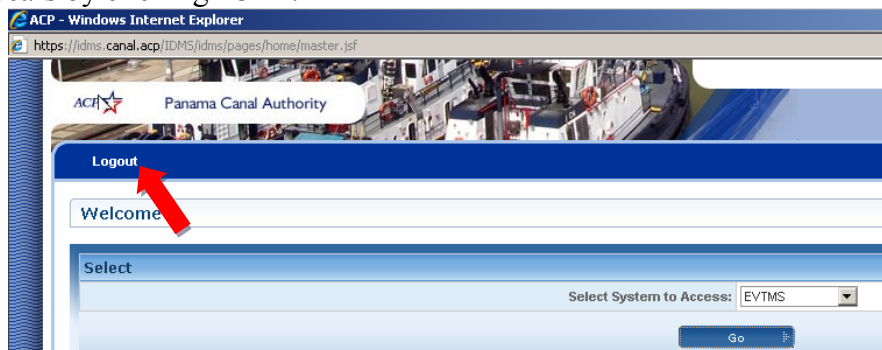 ACP - Windows Internet Explorer
https://idms.canal.acp/IDMS/idms/pages/home/master.jsf
ACP Panama Canal Authority
Logout
Welcome
Select
Select System to Access: EVTMS
Go